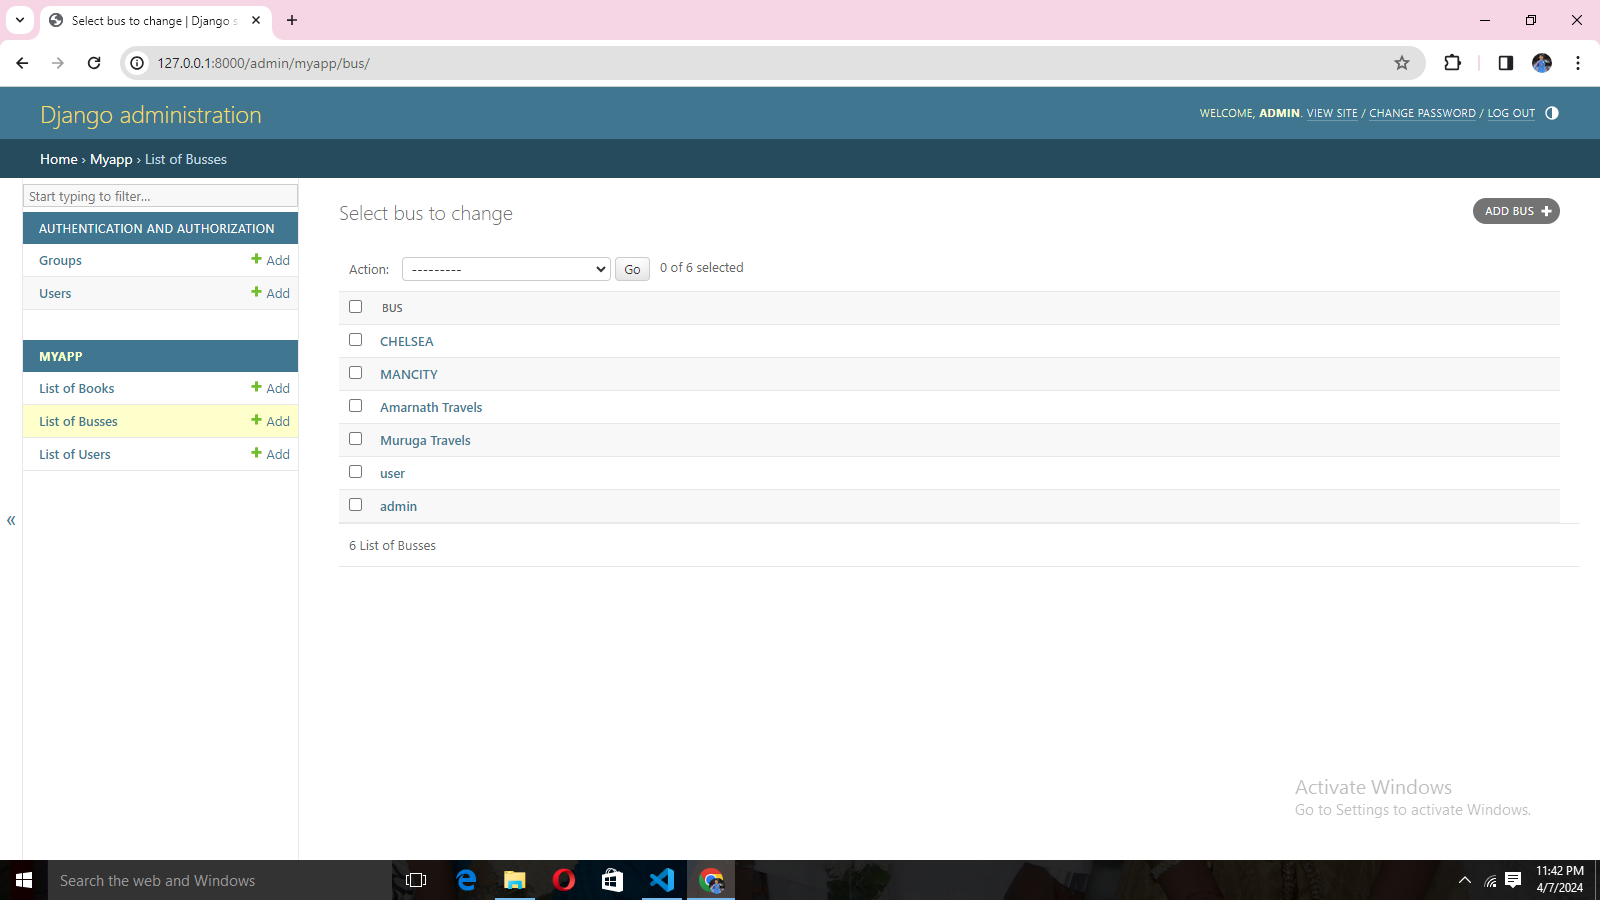 Select bus to change | Django s
127.0.0.1:8000/admin/myapp/bus/
Django administration
WELCOME, ADMIN. VIEW SITE / CHANGE PASSWORD / LOG OUT
Home › Myapp › List of Busses
Start typing to filter...
AUTHENTICATION AND AUTHORIZATION
Groups + Add
Users + Add
MYAPP
List of Books + Add
List of Busses + Add
List of Users + Add
«
Select bus to change
ADD BUS +
Action: --------- Go 0 of 6 selected
BUS
CHELSEA
MANCITY
Amarnath Travels
Muruga Travels
user
admin
6 List of Busses
Activate Windows
Go to Settings to activate Windows.
Search the web and Windows
11:42 PM
4/7/2024